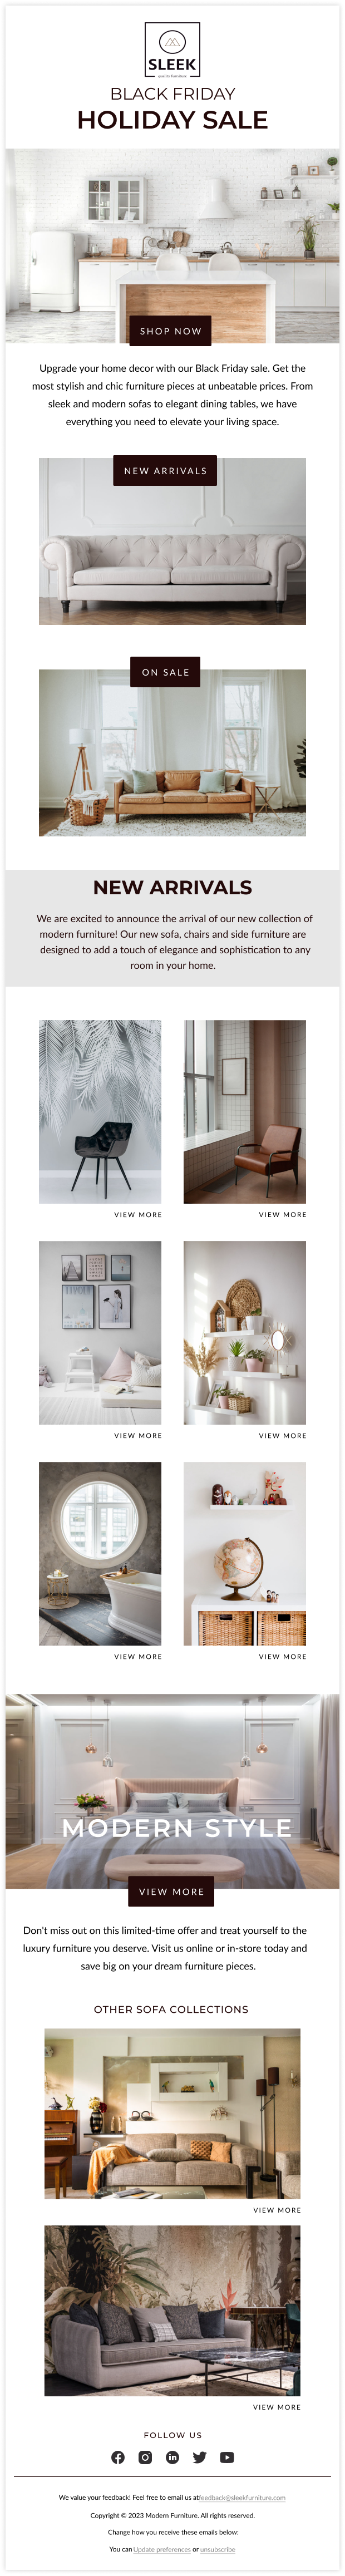 SLEEK
quality furniture
BLACK FRIDAY
HOLIDAY SALE
SHOP NOW
Upgrade your home decor with our Black Friday sale. Get the
most stylish and chic furniture pieces at unbeatable prices. From
sleek and modern sofas to elegant dining tables, we have
everything you need to elevate your living space.
NEW ARRIVALS
ON SALE
NEW ARRIVALS
We are excited to announce the arrival of our new collection of
modern furniture! Our new sofa, chairs and side furniture are
designed to add a touch of elegance and sophistication to any
room in your home.
VIEW MORE
VIEW MORE
VIEW MORE
VIEW MORE
VIEW MORE
VIEW MORE
MODERN STYLE
VIEW MORE
Don't miss out on this limited-time offer and treat yourself to the
luxury furniture you deserve. Visit us online or in-store today and
save big on your dream furniture pieces.
OTHER SOFA COLLECTIONS
VIEW MORE
VIEW MORE
FOLLOW US
We value your feedback! Feel free to email us atfeedback@sleekfurniture.com
Copyright © 2023 Modern Furniture. All rights reserved.
Change how you receive these emails below:
You can Update preferences or unsubscribe